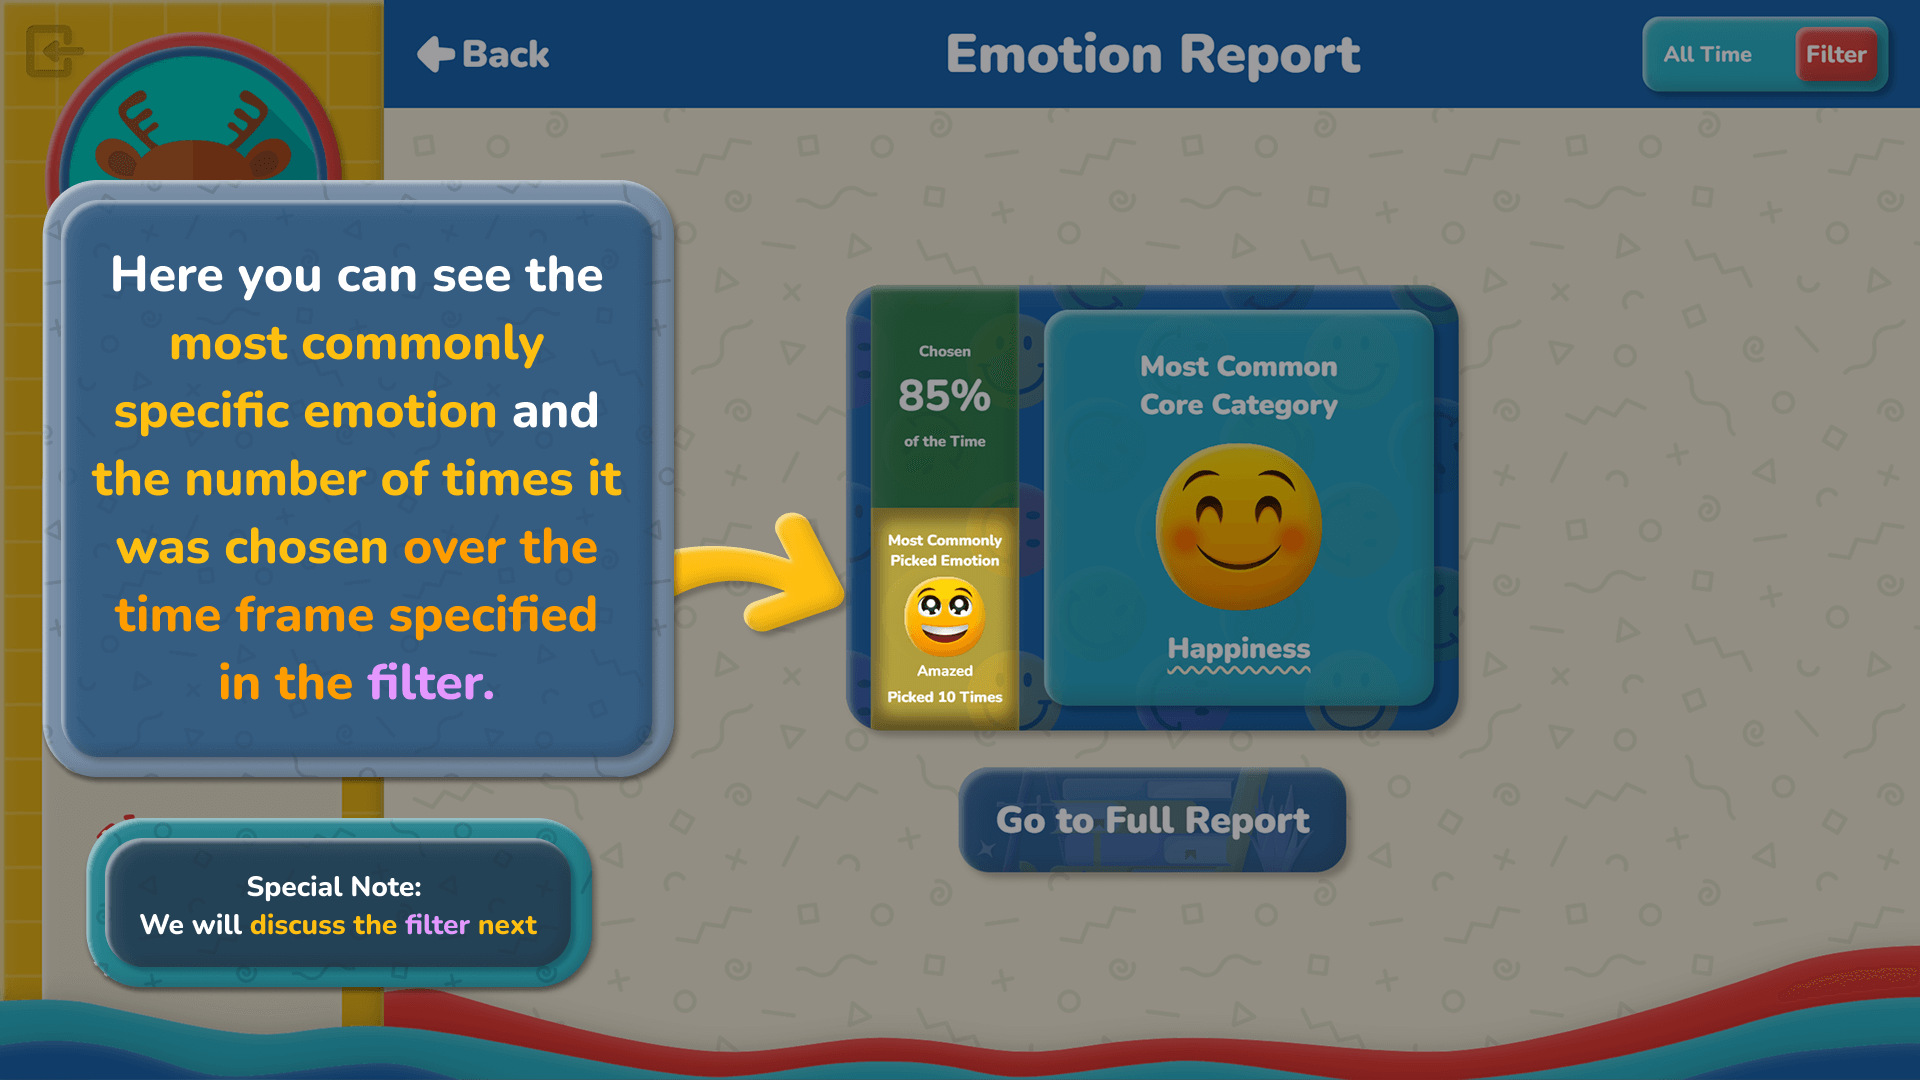 Back
Emotion Report
All Time
Filter
Here you can see the
most commonly
specific emotion and
the number of times it
was chosen over the
time frame specified
in the filter.
Chosen
85%
of the Time
Most Commonly
Picked Emotion
Amazed
Picked 10 Times
Most Common
Core Category
Happiness
Go to Full Report
Special Note:
We will discuss the filter next